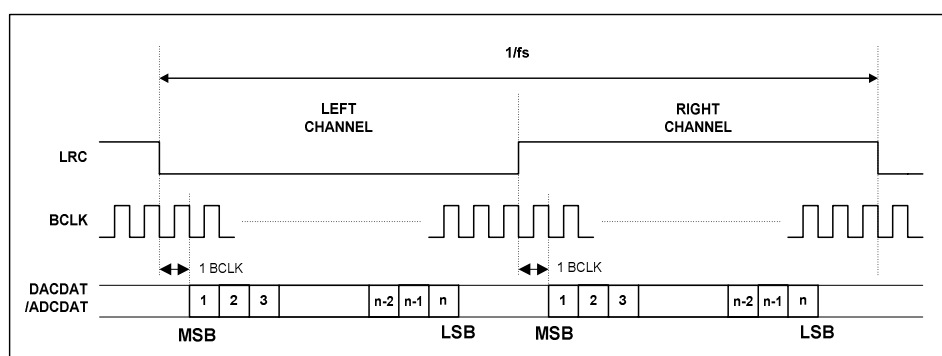 1/fs
LEFT
CHANNEL
RIGHT
CHANNEL
LRC
BCLK
1 BCLK
1 BCLK
DACDAT
/ADCDAT
1 2 3 n-2 n-1 n 1 2 3 n-2 n-1 n
MSB LSB MSB LSB